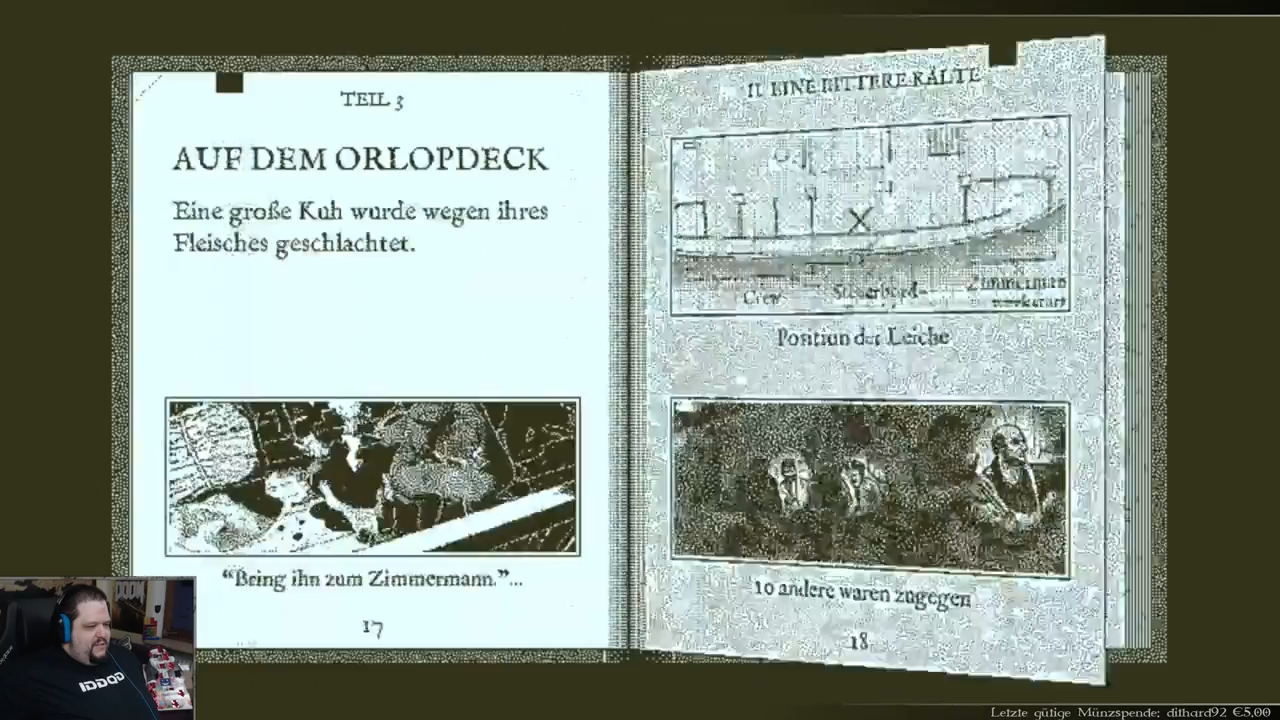 TEIL 3
AUF DEM ORLOPDECK
Eine große Kuh wurde wegen ihres
Fleisches geschlachtet.
“Bring ihn zum Zimmermann.”...
17
II. EINE BITTERE KÄLTE
Crew-
Steuerbord-
Position der Leiche
10 andere waren zugegen
18
IDDQD
Letzte gütige Münzspende: dithard92 €5,00